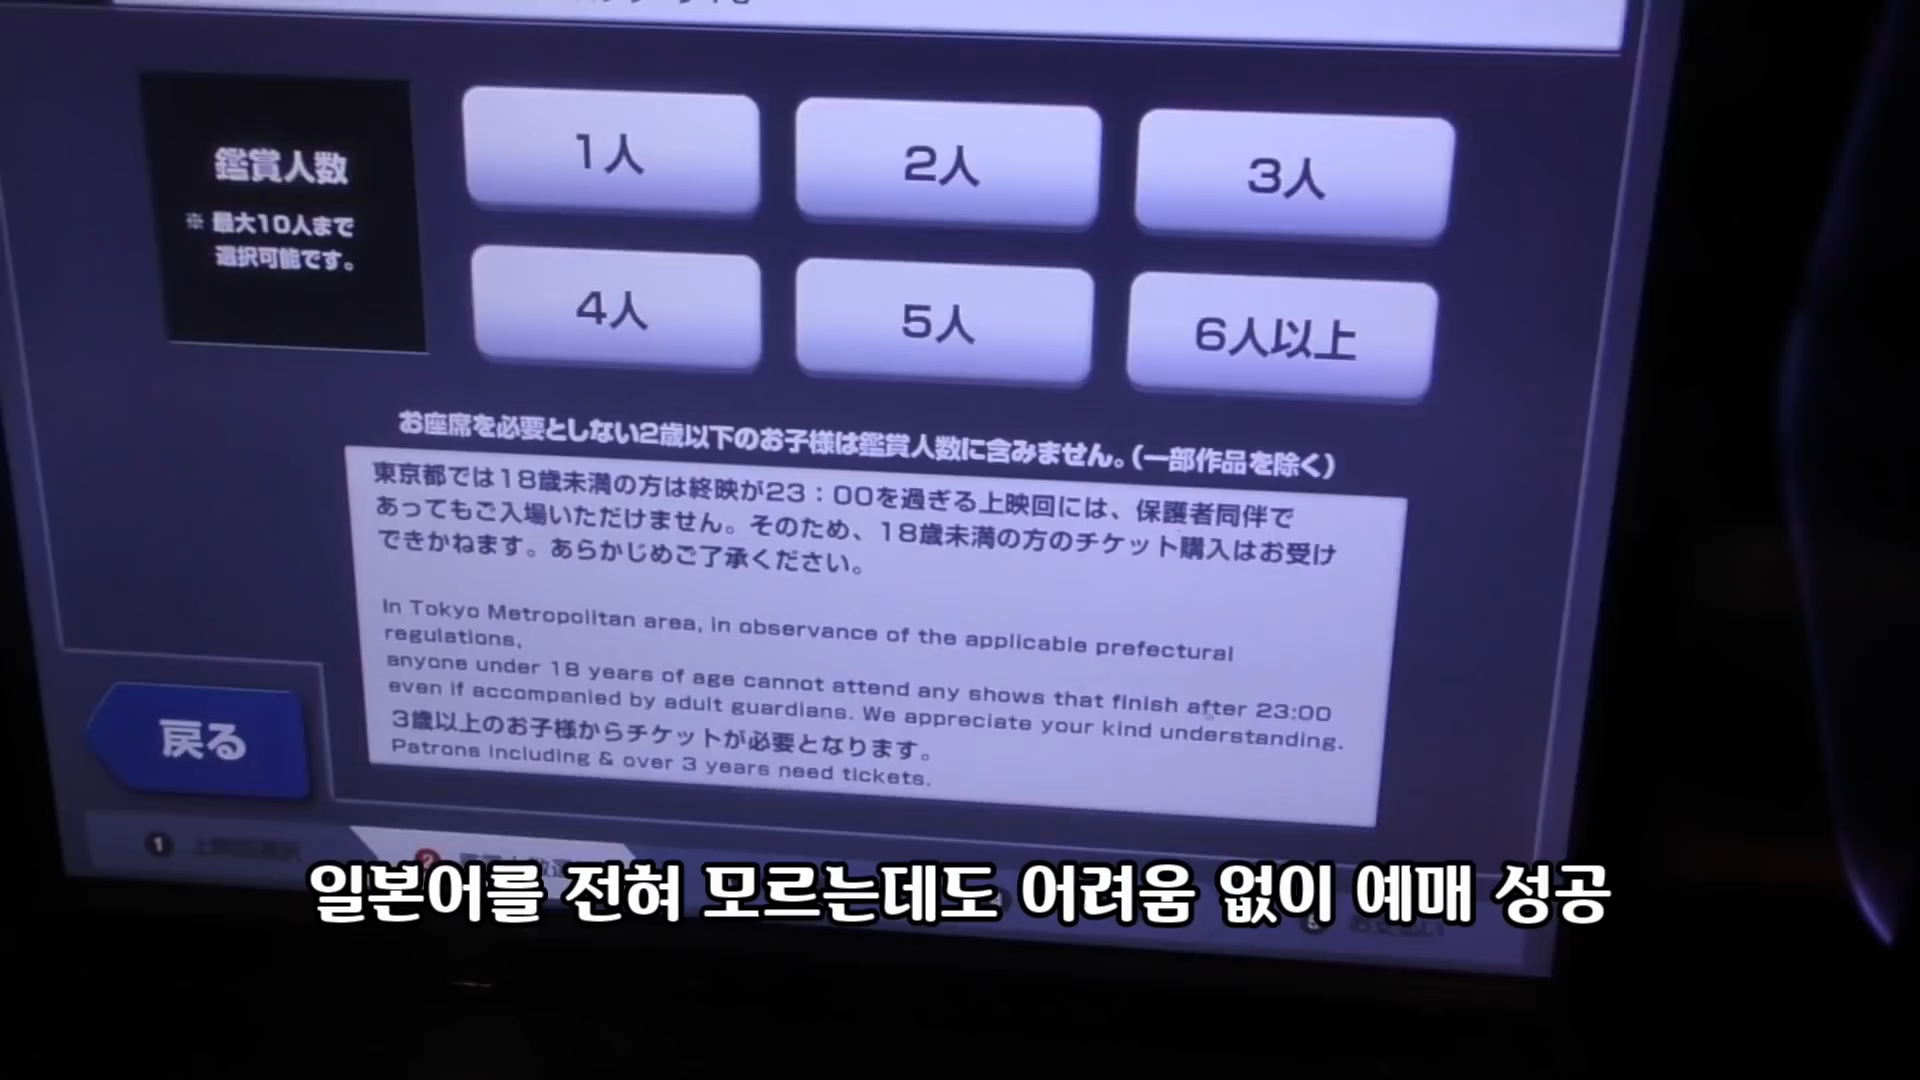 鑑賞人数
※ 最大10人まで
選択可能です。
1人
2人
3人
4人
5人
6人以上
お座席を必要としない2歳以下のお子様は鑑賞人数に含みません。(一部作品を除く)
東京都では18歳未満の方は終映が23:00を過ぎる上映回には、保護者同伴で
あってもご入場いただけません。そのため、18歳未満の方のチケット購入はお受け
できかねます。あらかじめご了承ください。
In Tokyo Metropolitan area, in observance of the applicable prefectural
regulations,
anyone under 18 years of age cannot attend any shows that finish after 23:00
even if accompanied by adult guardians. We appreciate your kind understanding.
3歳以上のお子様からチケットが必要となります。
Patrons including & over 3 years need tickets.
戻る
1
2
일본어를 전혀 모르는데도 어려움 없이 예매 성공